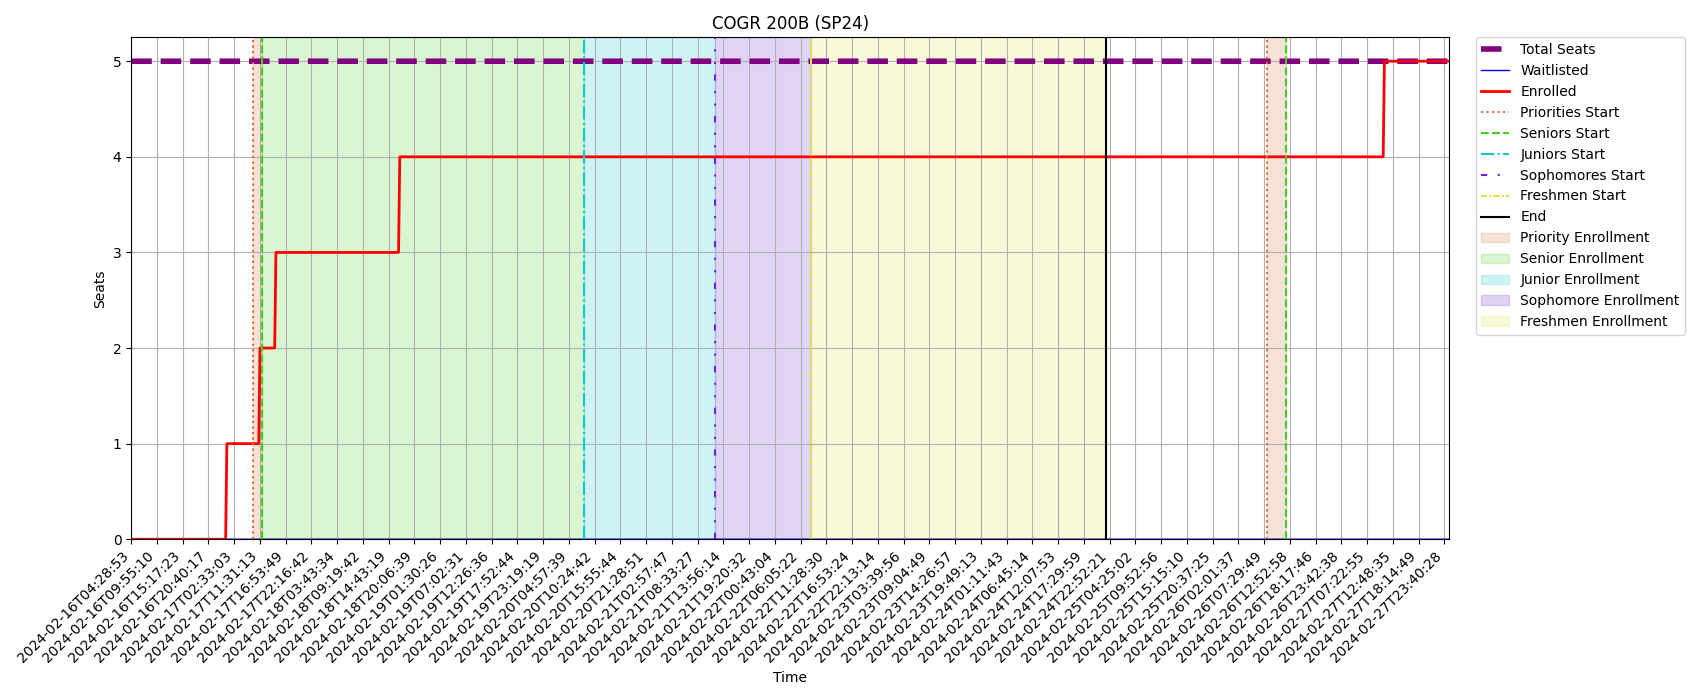 COGR 200B (SP24)
Seats
5
4
3
2
1
0
2024-02-16T04:28:53
2024-02-16T09:55:10
2024-02-16T15:17:23
2024-02-16T20:40:17
2024-02-17T02:33:03
2024-02-17T11:31:13
2024-02-17T16:53:49
2024-02-17T22:16:42
2024-02-18T03:43:34
2024-02-18T09:19:42
2024-02-18T14:43:19
2024-02-18T20:06:39
2024-02-19T01:30:26
2024-02-19T07:02:31
2024-02-19T12:26:36
2024-02-19T17:52:44
2024-02-19T23:19:19
2024-02-20T04:57:39
2024-02-20T10:24:42
2024-02-20T15:55:44
2024-02-20T21:28:51
2024-02-21T02:57:47
2024-02-21T08:33:27
2024-02-21T13:56:14
2024-02-21T19:20:32
2024-02-22T00:43:04
2024-02-22T06:05:22
2024-02-22T11:28:30
2024-02-22T16:53:24
2024-02-22T22:13:14
2024-02-23T03:39:56
2024-02-23T09:04:49
2024-02-23T14:26:57
2024-02-23T19:49:13
2024-02-24T01:11:43
2024-02-24T06:45:14
2024-02-24T12:07:53
2024-02-24T17:29:59
2024-02-24T22:52:21
2024-02-25T04:25:02
2024-02-25T09:52:56
2024-02-25T15:15:10
2024-02-25T20:37:25
2024-02-26T02:01:37
2024-02-26T07:29:49
2024-02-26T12:52:58
2024-02-26T18:17:46
2024-02-26T23:42:38
2024-02-27T07:22:55
2024-02-27T12:48:35
2024-02-27T18:14:49
2024-02-27T23:40:28
Time
Total Seats
Waitlisted
Enrolled
Priorities Start
Seniors Start
Juniors Start
Sophomores Start
Freshmen Start
End
Priority Enrollment
Senior Enrollment
Junior Enrollment
Sophomore Enrollment
Freshmen Enrollment